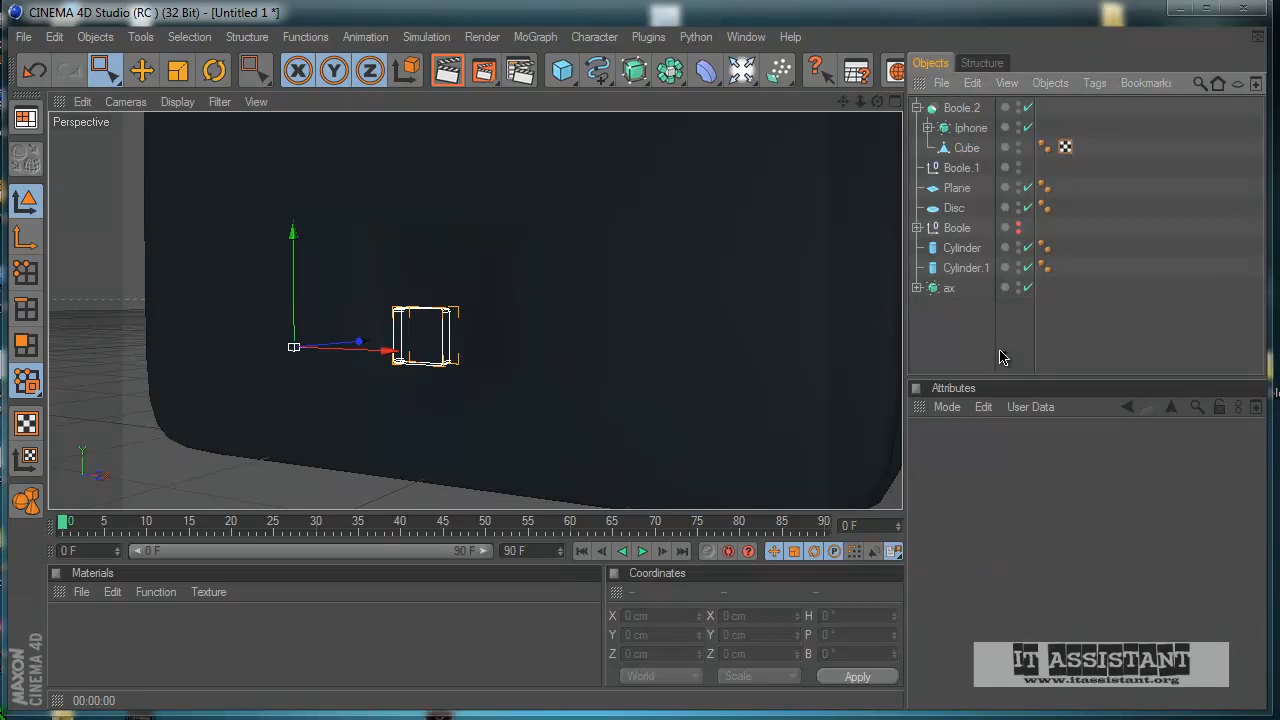 CINEMA 4D Studio (RC ) (32 Bit) - [Untitled 1 *]
File Edit Objects Tools Selection Structure Functions Animation Simulation Render MoGraph Character Plugins Python Window Help
X Y Z
Objects Structure
File Edit View Objects Tags Bookmarks
Edit Cameras Display Filter View
Perspective
Boole.2
Iphone
Cube
Boole.1
Plane
Disc
Boole
Cylinder
Cylinder.1
ax
Attributes
Mode Edit User Data
Y
0 5 10 15 20 25 30 35 40 45 50 55 60 65 70 75 80 85 90 0 F
0 F 0 F 90 F 90 F
Materials
File Edit Function Texture
Coordinates
-- -- --
X 0 cm X 0 cm H 0 °
Y 0 cm Y 0 cm P 0 °
Z 0 cm Z 0 cm B 0 °
World Scale Apply
00:00:00
MAXON
CINEMA 4D
IT ASSISTANT
www.itassistant.org